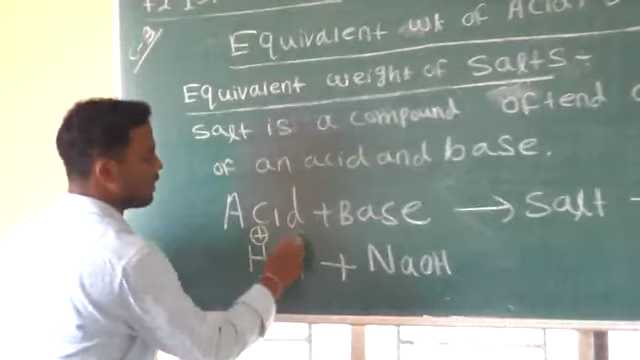 Equivalent wt of Acid
Equivalent weight of salts ÷
salt is a compound oftend
of an acid and base.
Acid + Base → Salt
⊕
H + NaOH